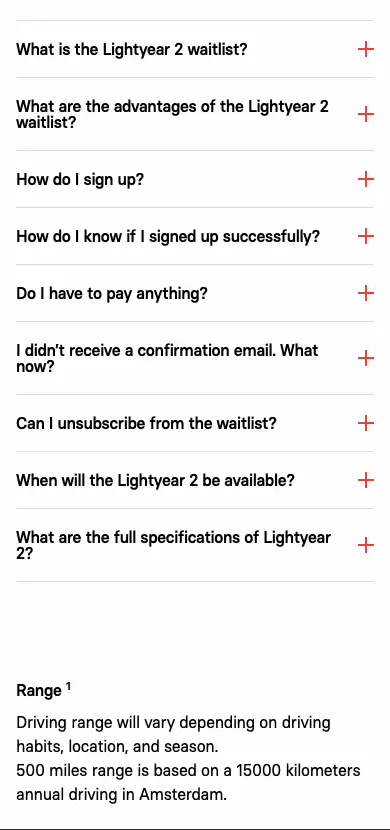 What is the Lightyear 2 waitlist?
What are the advantages of the Lightyear 2
waitlist?
How do I sign up?
How do I know if I signed up successfully?
Do I have to pay anything?
I didn't receive a confirmation email. What
now?
Can I unsubscribe from the waitlist?
When will the Lightyear 2 be available?
What are the full specifications of Lightyear
2?
Range ¹
Driving range will vary depending on driving
habits, location, and season.
500 miles range is based on a 15000 kilometers
annual driving in Amsterdam.